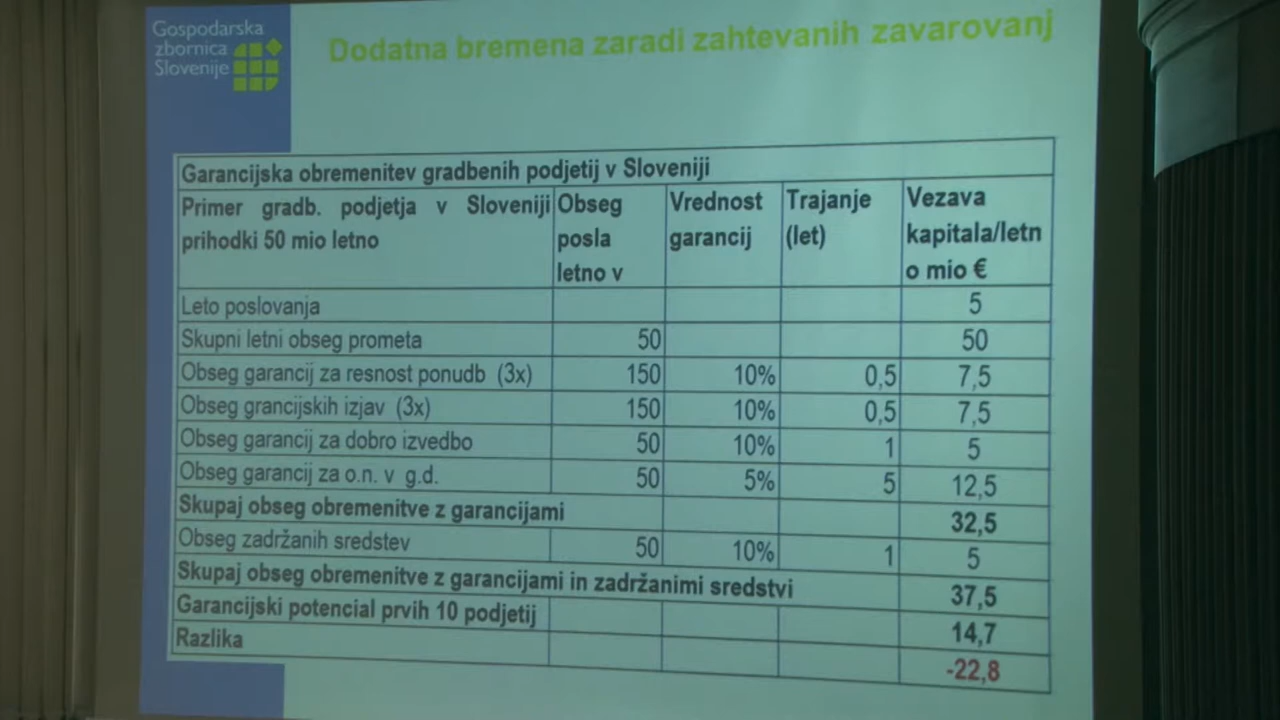 Gospodarska
zbornica
Slovenije
Dodatna bremena zaradi zahtevanih zavarovanj
Garancijska obremenitev gradbenih podjetij v Sloveniji
Primer gradb. podjetja v Sloveniji prihodki 50 mio letno | Obseg posla letno v | Vrednost garancij | Trajanje (let) | Vezava kapitala/letno mio €
Leto poslovanja 5
Skupni letni obseg prometa 50 50
Obseg garancij za resnost ponudb (3x) 150 10% 0,5 7,5
Obseg grancijskih izjav (3x) 150 10% 0,5 7,5
Obseg garancij za dobro izvedbo 50 10% 1 5
Obseg garancij za o.n. v g.d. 50 5% 5 12,5
Skupaj obseg obremenitve z garancijami 32,5
Obseg zadržanih sredstev 50 10% 1 5
Skupaj obseg obremenitve z garancijami in zadržanimi sredstvi 37,5
Garancijski potencial prvih 10 podjetij 14,7
Razlika -22,8